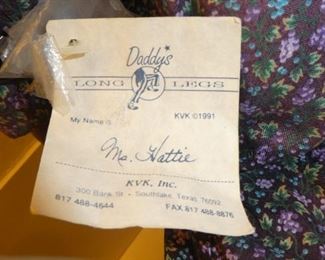 Daddy's
LONG LEGS
My Name is KVK ©1991
Ms. Hattie
KVK, Inc.
300 Bank St. Southlake, Texas 76092
817 488-4644 FAX 817 488-8876